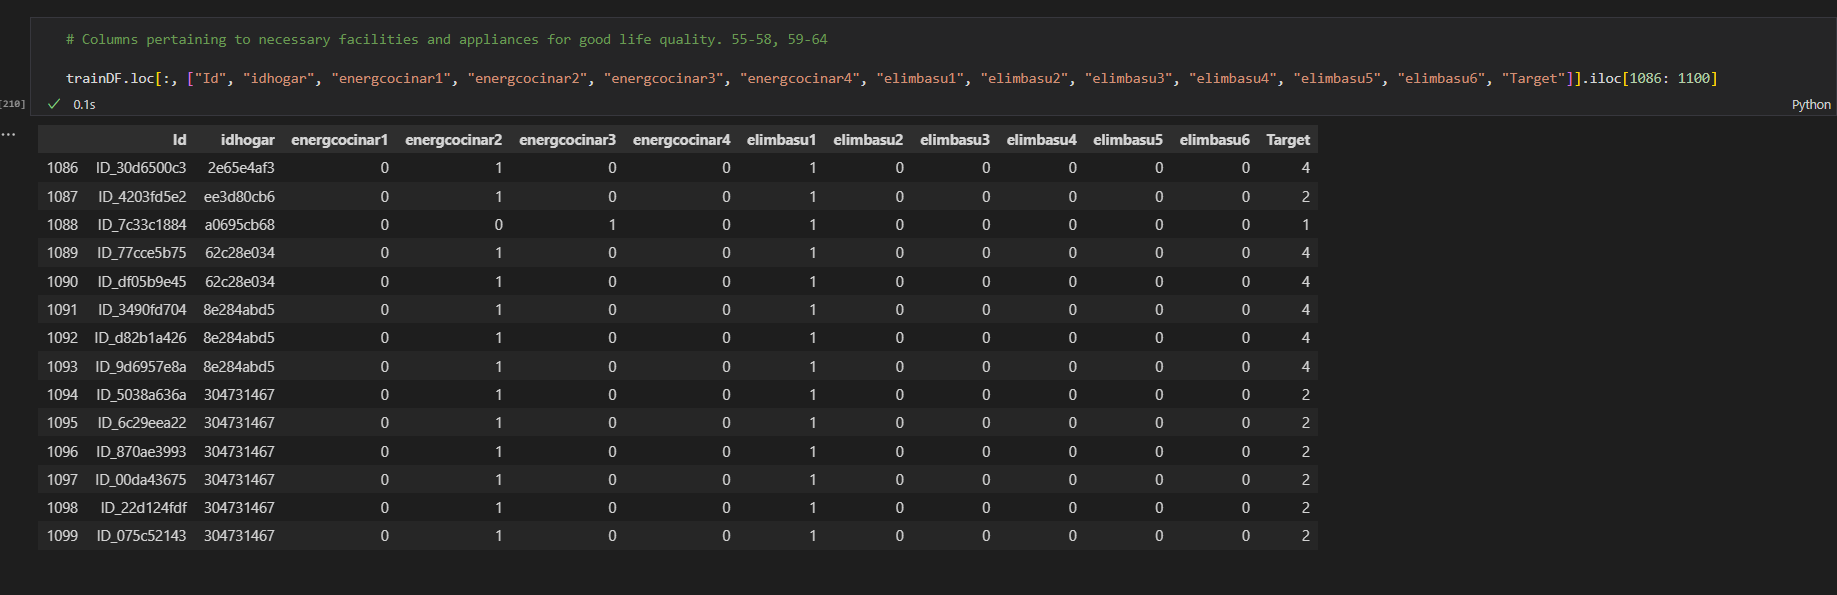 # Columns pertaining to necessary facilities and appliances for good life quality. 55-58, 59-64
trainDF.loc[:, ["Id", "idhogar", "energcocinar1", "energcocinar2", "energcocinar3", "energcocinar4", "elimbasu1", "elimbasu2", "elimbasu3", "elimbasu4", "elimbasu5", "elimbasu6", "Target"]].iloc[1086: 1100]
[210] ✓ 0.1s Python
...
Id idhogar energcocinar1 energcocinar2 energcocinar3 energcocinar4 elimbasu1 elimbasu2 elimbasu3 elimbasu4 elimbasu5 elimbasu6 Target
1086 ID_30d6500c3 2e65e4af3 0 1 0 0 1 0 0 0 0 0 4
1087 ID_4203fd5e2 ee3d80cb6 0 1 0 0 1 0 0 0 0 0 2
1088 ID_7c33c1884 a0695cb68 0 0 1 0 1 0 0 0 0 0 1
1089 ID_77cce5b75 62c28e034 0 1 0 0 1 0 0 0 0 0 4
1090 ID_df05b9e45 62c28e034 0 1 0 0 1 0 0 0 0 0 4
1091 ID_3490fd704 8e284abd5 0 1 0 0 1 0 0 0 0 0 4
1092 ID_d82b1a426 8e284abd5 0 1 0 0 1 0 0 0 0 0 4
1093 ID_9d6957e8a 8e284abd5 0 1 0 0 1 0 0 0 0 0 4
1094 ID_5038a636a 304731467 0 1 0 0 1 0 0 0 0 0 2
1095 ID_6c29eea22 304731467 0 1 0 0 1 0 0 0 0 0 2
1096 ID_870ae3993 304731467 0 1 0 0 1 0 0 0 0 0 2
1097 ID_00da43675 304731467 0 1 0 0 1 0 0 0 0 0 2
1098 ID_22d124fdf 304731467 0 1 0 0 1 0 0 0 0 0 2
1099 ID_075c52143 304731467 0 1 0 0 1 0 0 0 0 0 2